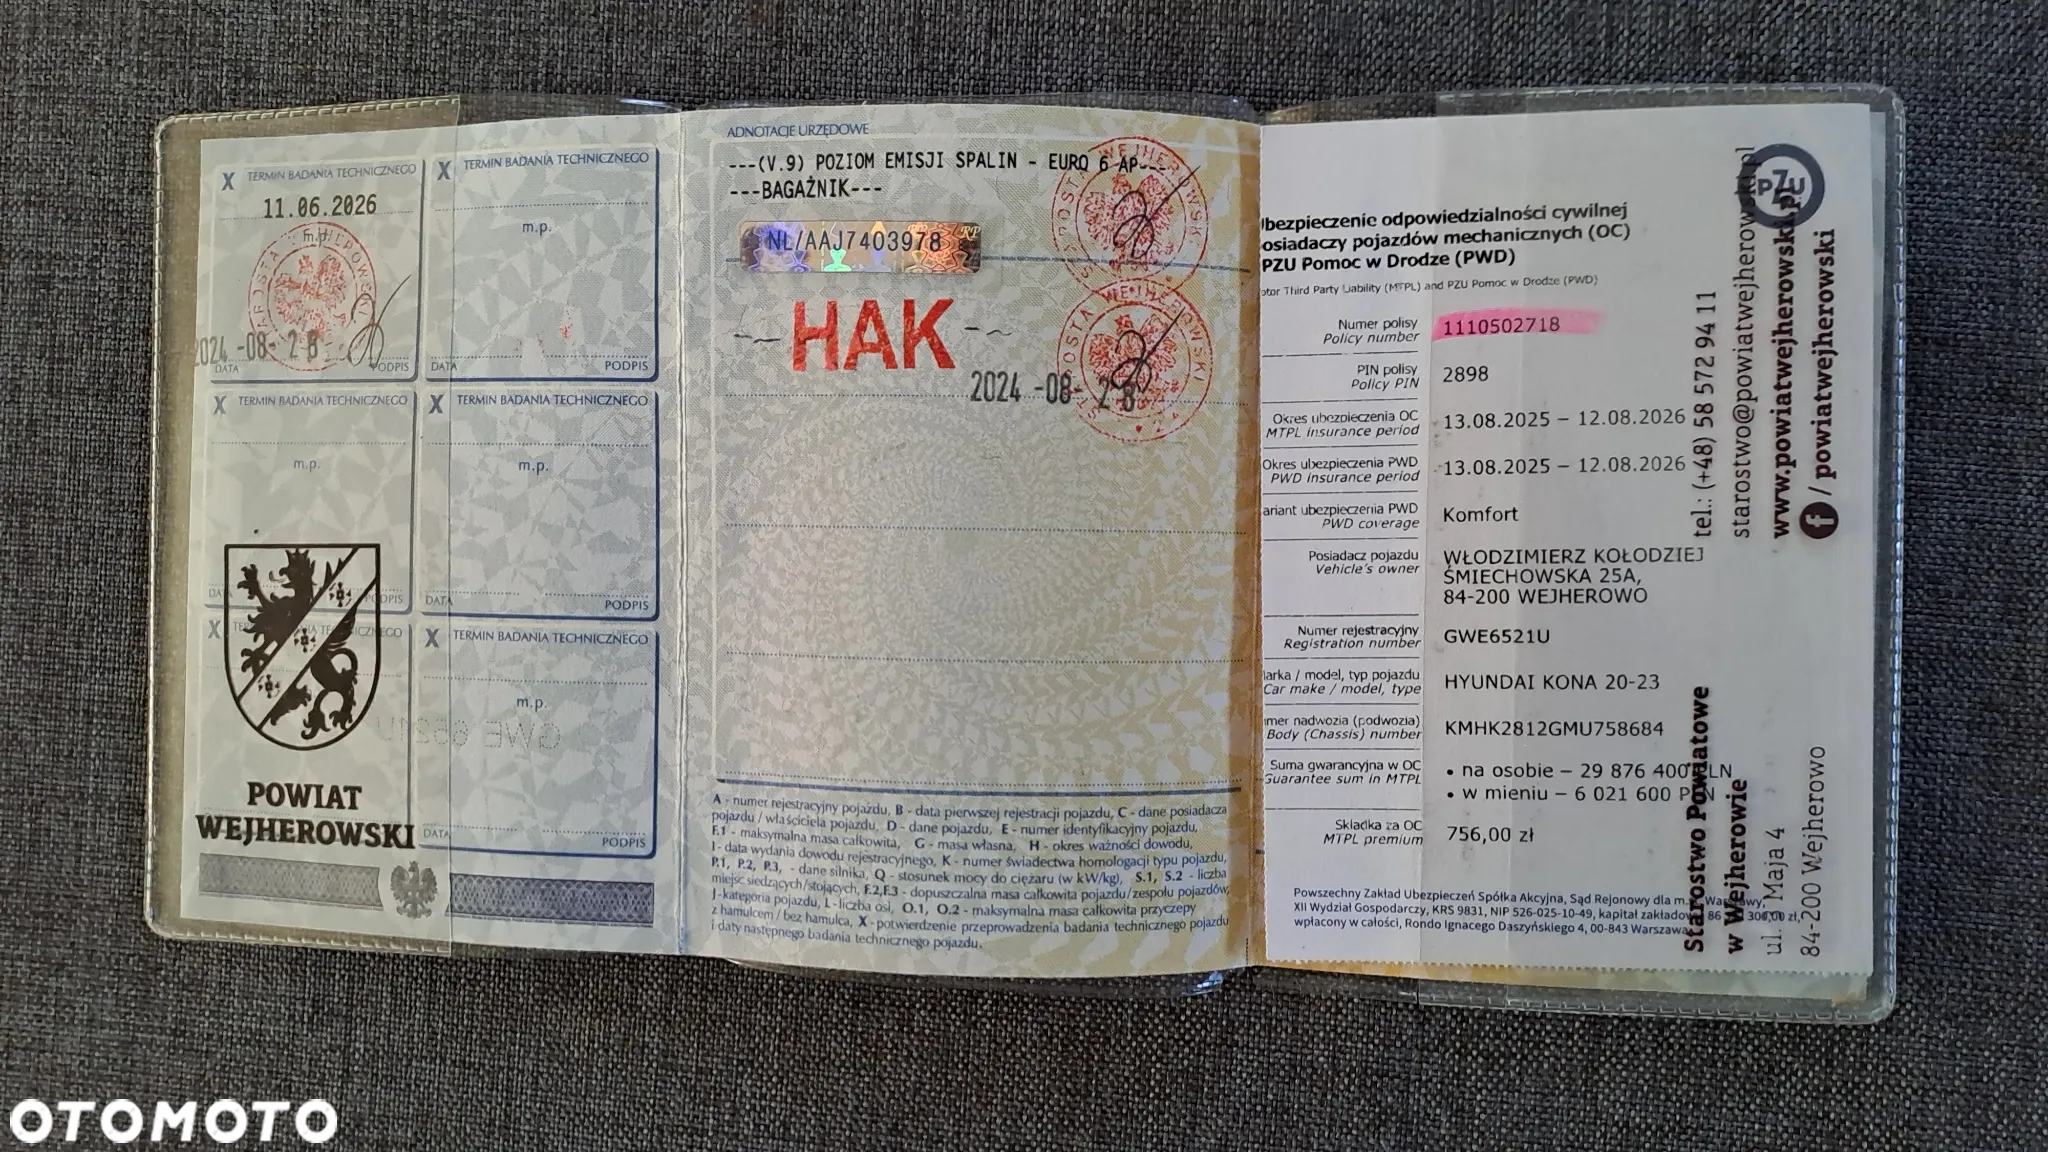 X TERMIN BADANIA TECHNICZNEGO
11.06.2026
m.p.
2024 -08- 28
DATA PODPIS
X TERMIN BADANIA TECHNICZNEGO
m.p.
DATA PODPIS
X TERMIN BADANIA TECHNICZNEGO
m.p.
DATA PODPIS
X TERMIN BADANIA TECHNICZNEGO
m.p.
DATA PODPIS
X
X TERMIN BADANIA TECHNICZNEGO
m.p.
DATA PODPIS
POWIAT
WEJHEROWSKI
ADNOTACJE URZĘDOWE
---(V.9) POZIOM EMISJI SPALIN - EURO 6 AP---
---BAGAŻNIK---
NL/AAJ7403978
HAK
2024 -08- 28
A - numer rejestracyjny pojazdu, B - data pierwszej rejestracji pojazdu, C - dane posiadacza
pojazdu / właściciela pojazdu, D - dane pojazdu, E - numer identyfikacyjny pojazdu,
F.1 - maksymalna masa całkowita, G - masa własna, H - okres ważności dowodu,
I - data wydania dowodu rejestracyjnego, K - numer świadectwa homologacji typu pojazdu,
P.1, P.2, P.3, - dane silnika, Q - stosunek mocy do ciężaru (w kW/kg), S.1, S.2 - liczba
miejsc siedzących/stojących, F.2,F.3 - dopuszczalna masa całkowita pojazdu/zespołu pojazdów,
J-kategoria pojazdu, L - liczba osi, O.1, O.2 - maksymalna masa całkowita przyczepy
z hamulcem / bez hamulca, X - potwierdzenie przeprowadzenia badania technicznego pojazdu
i daty następnego badania technicznego pojazdu.
PZU
Ubezpieczenie odpowiedzialności cywilnej
posiadaczy pojazdów mechanicznych (OC)
PZU Pomoc w Drodze (PWD)
otor Third Party Liability (MTPL) and PZU Pomoc w Drodze (PWD)
Numer polisy 1110502718
Policy number
PIN polisy 2898
Policy PIN
Okres ubezpieczenia OC 13.08.2025 – 12.08.2026
MTPL insurance period
Okres ubezpieczenia PWD 13.08.2025 – 12.08.2026
PWD insurance period
ariant ubezpieczenia PWD Komfort
PWD coverage
Posiadacz pojazdu WŁODZIMIERZ KOŁODZIEJ
Vehicle's owner ŚMIECHOWSKA 25A,
84-200 WEJHEROWO
Numer rejestracyjny GWE6521U
Registration number
arka / model, typ pojazdu HYUNDAI KONA 20-23
Car make / model, type
mer nadwozia (podwozia) KMHK2812GMU758684
Body (Chassis) number
Suma gwarancyjna w OC • na osobie – 29 876 400 PLN
Guarantee sum in MTPL • w mieniu – 6 021 600 PLN
Składka za OC 756,00 zł
MTPL premium
Powszechny Zakład Ubezpieczeń Spółka Akcyjna, Sąd Rejonowy dla m.st. Warszawy,
XII Wydział Gospodarczy, KRS 9831, NIP 526-025-10-49, kapitał zakładowy 86 300,00 zł,
wpłacony w całości, Rondo Ignacego Daszyńskiego 4, 00-843 Warszawa
Starostwo Powiatowe
w Wejherowie
ul. 3 Maja 4
84-200 Wejherowo
tel.: (+48) 58 572 94 11
starostwo@powiatwejherowski.pl
www.powiatwejherowski.pl
f / powiatwejherowski
OTOMOTO